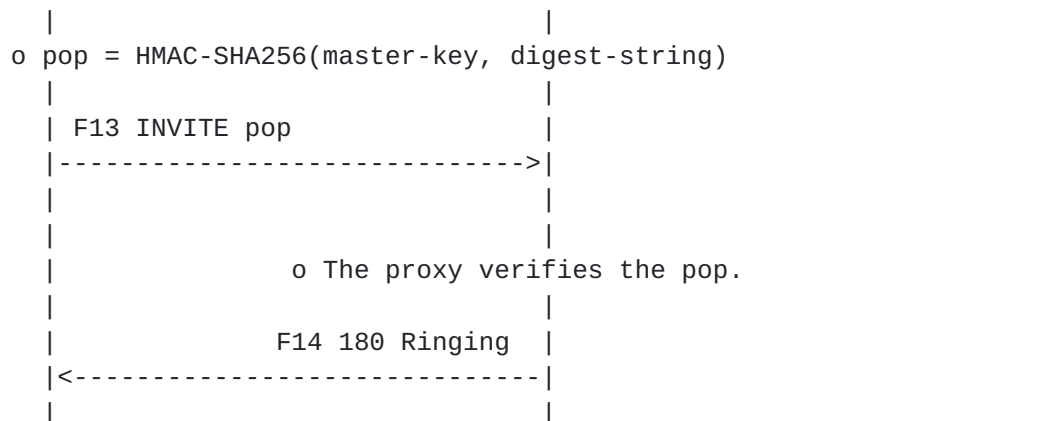 |                               |
o pop = HMAC-SHA256(master-key, digest-string)
|                               |
| F13 INVITE pop                |
|------------------------------>|
|                               |
|                               |
|               o The proxy verifies the pop.
|                               |
|              F14 180 Ringing  |
|<------------------------------|
|                               |